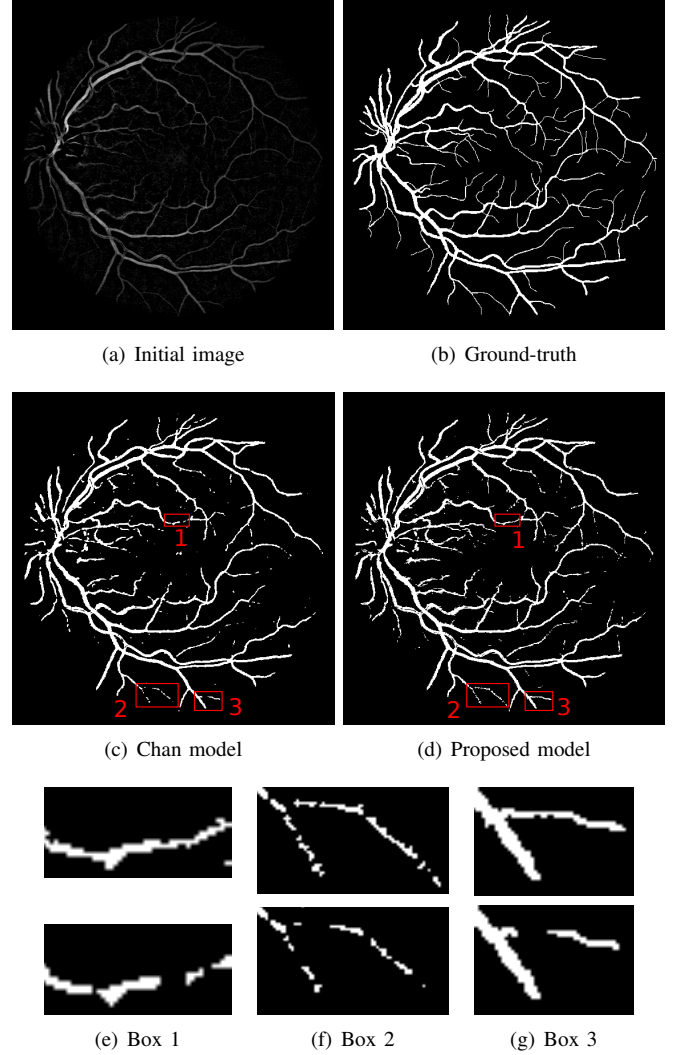 (a) Initial image
(b) Ground-truth
1
2
3
1
2
3
(c) Chan model
(d) Proposed model
(e) Box 1
(f) Box 2
(g) Box 3